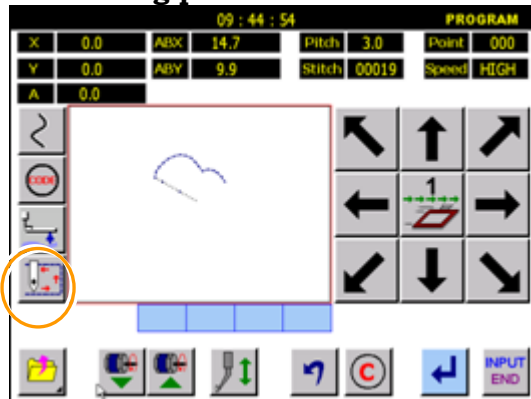 09 : 44 : 54 PROGRAM
X 0.0 ABX 14.7 Pitch 3.0 Point 000
Y 0.0 ABY 9.9 Stitch 00019 Speed HIGH
A 0.0
CODE
1
C
INPUT
END